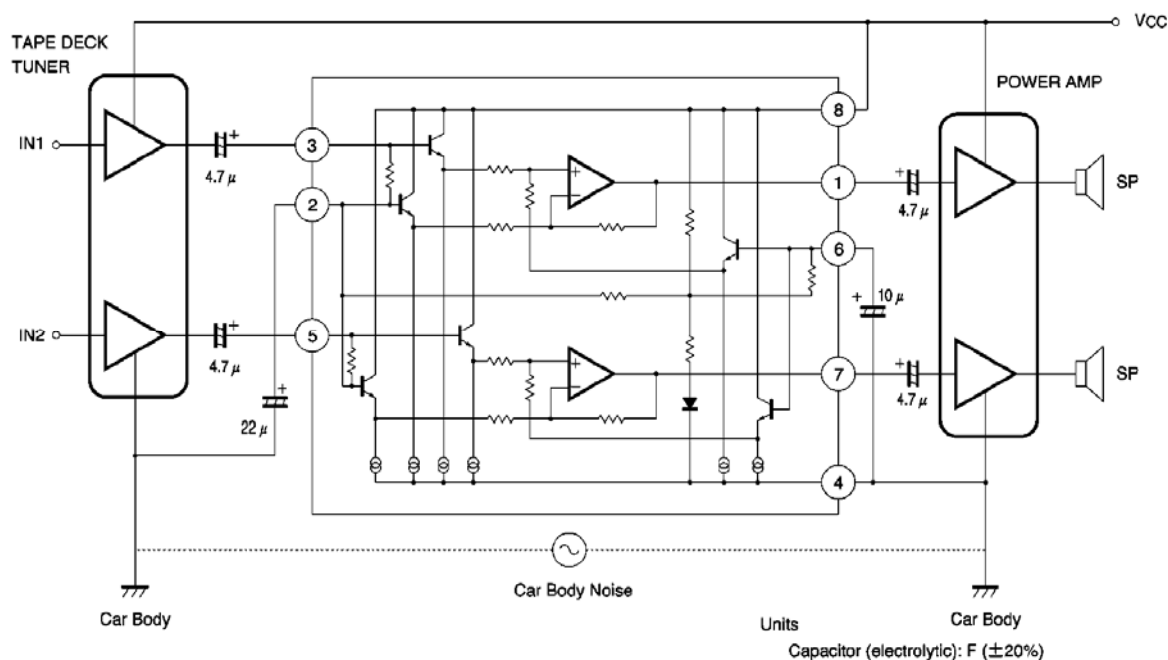 VCC
TAPE DECK
TUNER
POWER AMP
8
IN1
+
3
4.7 μ
+
−
1
+
4.7 μ
SP
2
6
+
10 μ
IN2
+
5
4.7 μ
+
22 μ
+
−
7
+
4.7 μ
SP
4
Car Body Noise
Car Body
Car Body
Units
Capacitor (electrolytic): F (±20%)